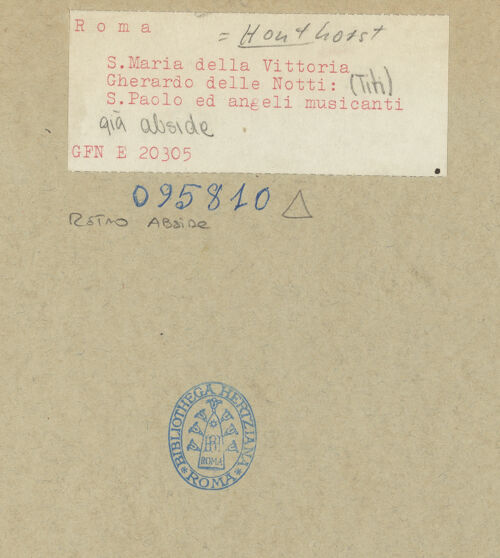 Roma
= Honthorst
S.Maria della Vittoria
Gherardo delle Notti: (Titi)
S.Paolo ed angeli musicanti
già abside
GFN E 20305
095810
RETRO ABSIDE
BIBLIOTHECA HERTZIANA
ROMA
ROMA